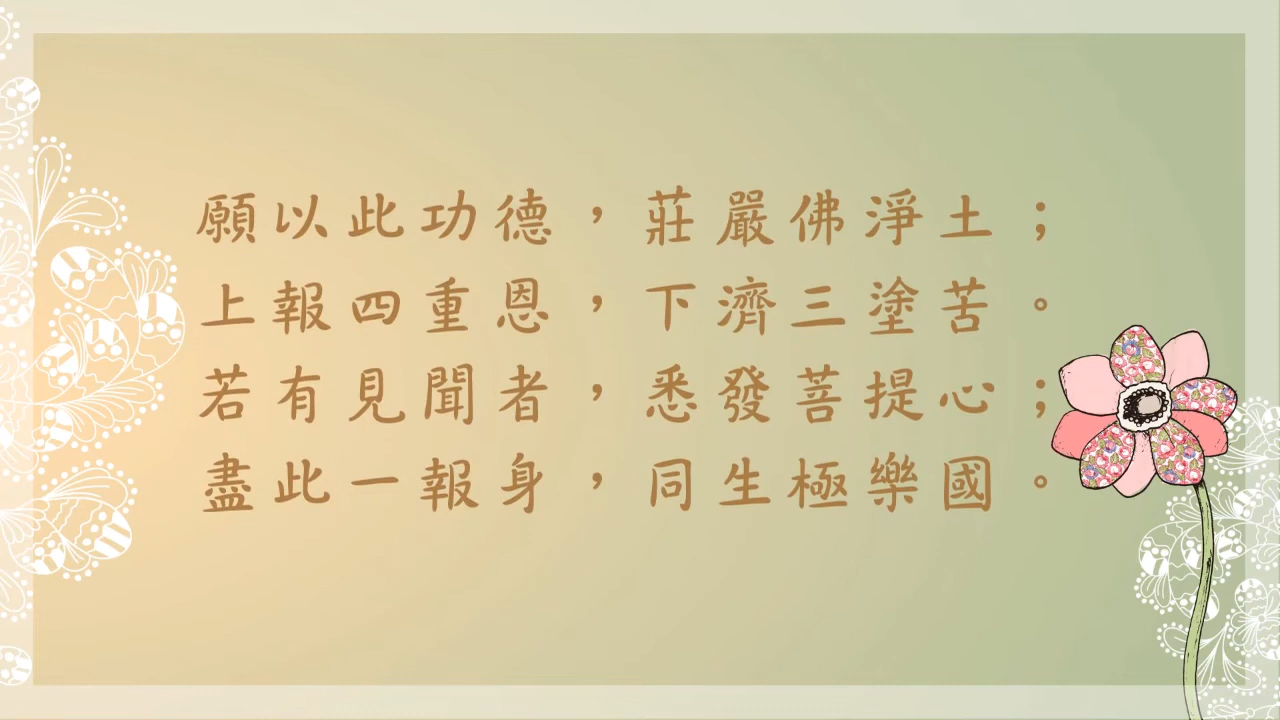 願以此功德，莊嚴佛淨土；
上報四重恩，下濟三塗苦。
若有見聞者，悉發菩提心；
盡此一報身，同生極樂國。